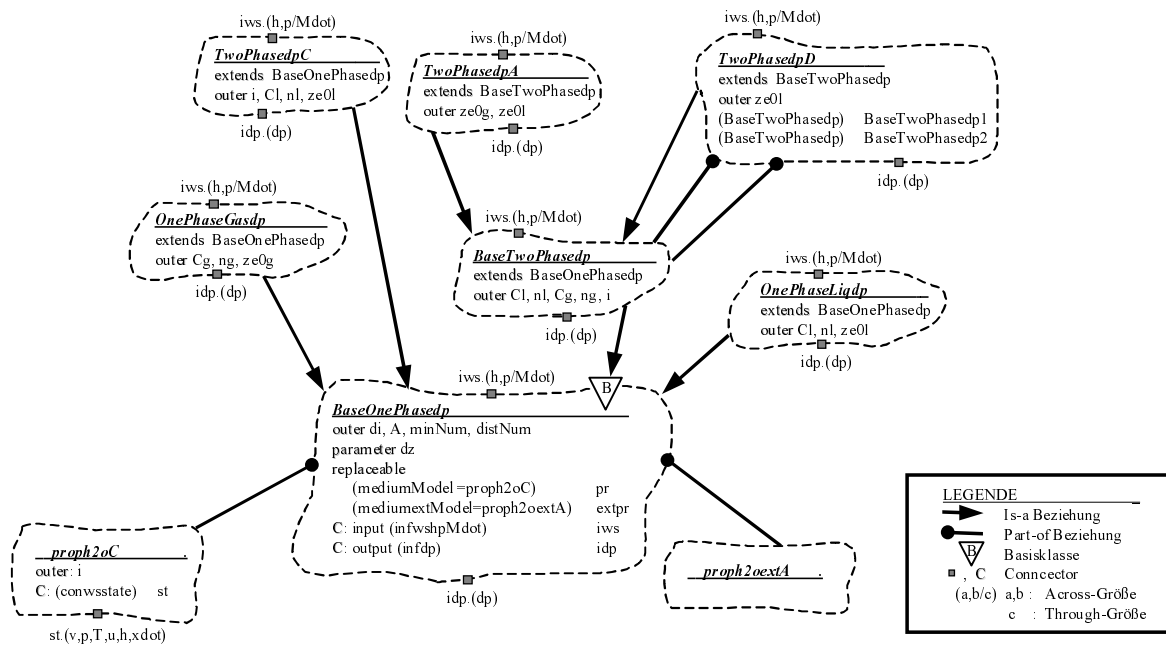 iws.(h,p/Mdot)
TwoPhasedpC
extends BaseOnePhasedp
outer i, Cl, nl, ze0l
idp.(dp)
iws.(h,p/Mdot)
TwoPhasedpA
extends BaseTwoPhasedp
outer ze0g, ze0l
idp.(dp)
iws.(h,p/Mdot)
TwoPhasedpD
extends BaseTwoPhasedp
outer ze0l
(BaseTwoPhasedp) BaseTwoPhasedp1
(BaseTwoPhasedp) BaseTwoPhasedp2
idp.(dp)
iws.(h,p/Mdot)
OnePhaseGasdp
extends BaseOnePhasedp
outer Cg, ng, ze0g
idp.(dp)
iws.(h,p/Mdot)
BaseTwoPhasedp
extends BaseOnePhasedp
outer Cl, nl, Cg, ng, i
idp.(dp)
iws.(h,p/Mdot)
OnePhaseLiqdp
extends BaseOnePhasedp
outer Cl, nl, ze0l
idp.(dp)
iws.(h,p/Mdot)
B
BaseOnePhasedp
outer di, A, minNum, distNum
parameter dz
replaceable
(mediumModel=proph2oC) pr
(mediumextModel=proph2oextA) extpr
C: input (infwshpMdot) iws
C: output (infdp) idp
idp.(dp)
proph2oC .
outer: i
C: (conwsstate) st
st.(v,p,T,u,h,xdot)
proph2oextA .
LEGENDE
Is-a Beziehung
Part-of Beziehung
B Basisklasse
, C Conncector
(a,b/c) a,b : Across-Größe
c : Through-Größe